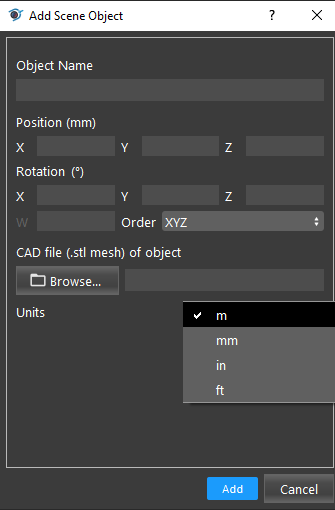 Add Scene Object ?
Object Name
Position (mm)
X Y Z
Rotation (°)
X Y Z
W Order XYZ
CAD file (.stl mesh) of object
Browse...
Units
m
mm
in
ft
Add Cancel